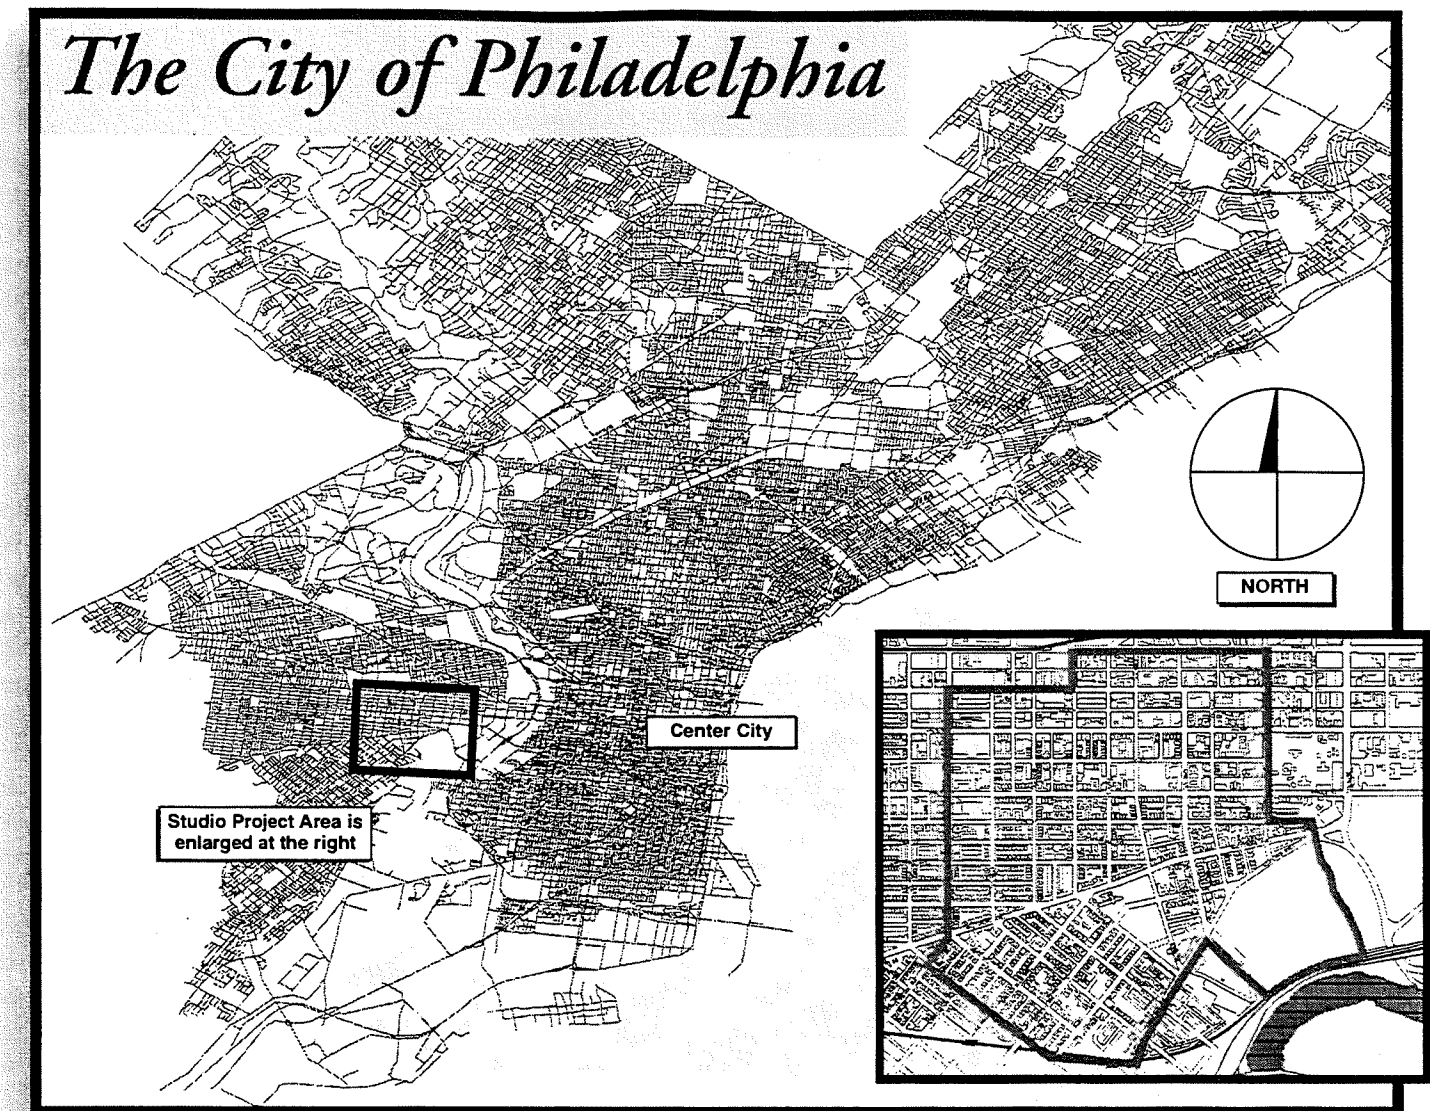 The City of Philadelphia
NORTH
Center City
Studio Project Area is
enlarged at the right